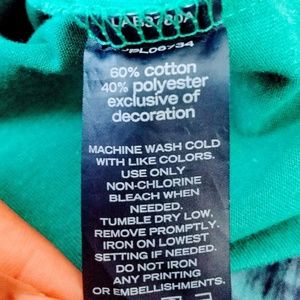 60% cotton
40% polyester
exclusive of
decoration
MACHINE WASH COLD
WITH LIKE COLORS.
USE ONLY
NON-CHLORINE
BLEACH WHEN
NEEDED.
TUMBLE DRY LOW,
REMOVE PROMPTLY.
IRON ON LOWEST
SETTING IF NEEDED.
DO NOT IRON
ANY PRINTING
OR EMBELLISHMENTS.